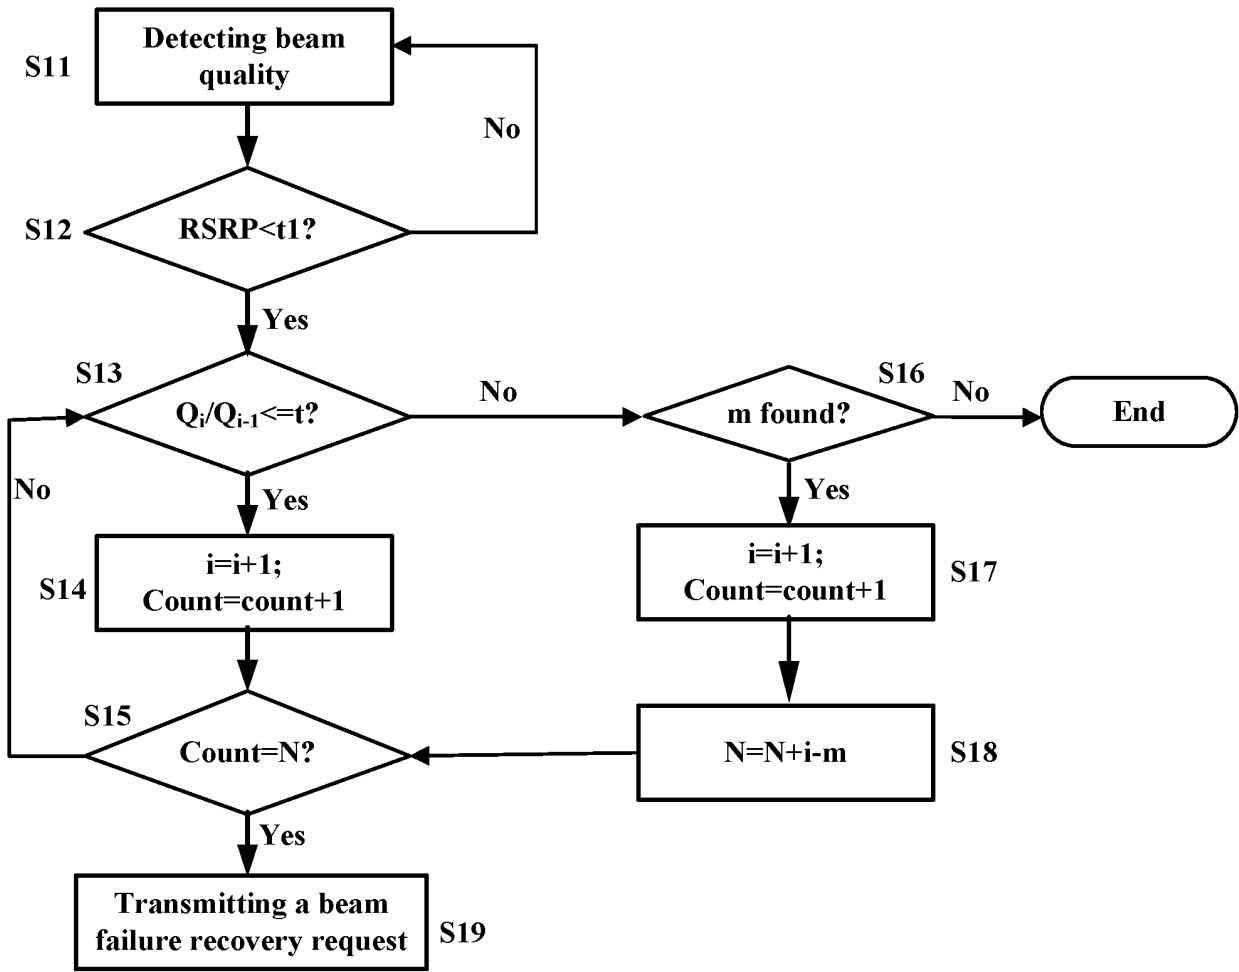 Detecting beam
quality
S11
No
RSRP<t1?
S12
Yes
S13
Qi/Qi-1<=t?
No
S16
m found?
No
End
No
Yes
Yes
S14
i=i+1;
Count=count+1
i=i+1;
Count=count+1
S17
S15
Count=N?
N=N+i-m
S18
Yes
Transmitting a beam
failure recovery request
S19